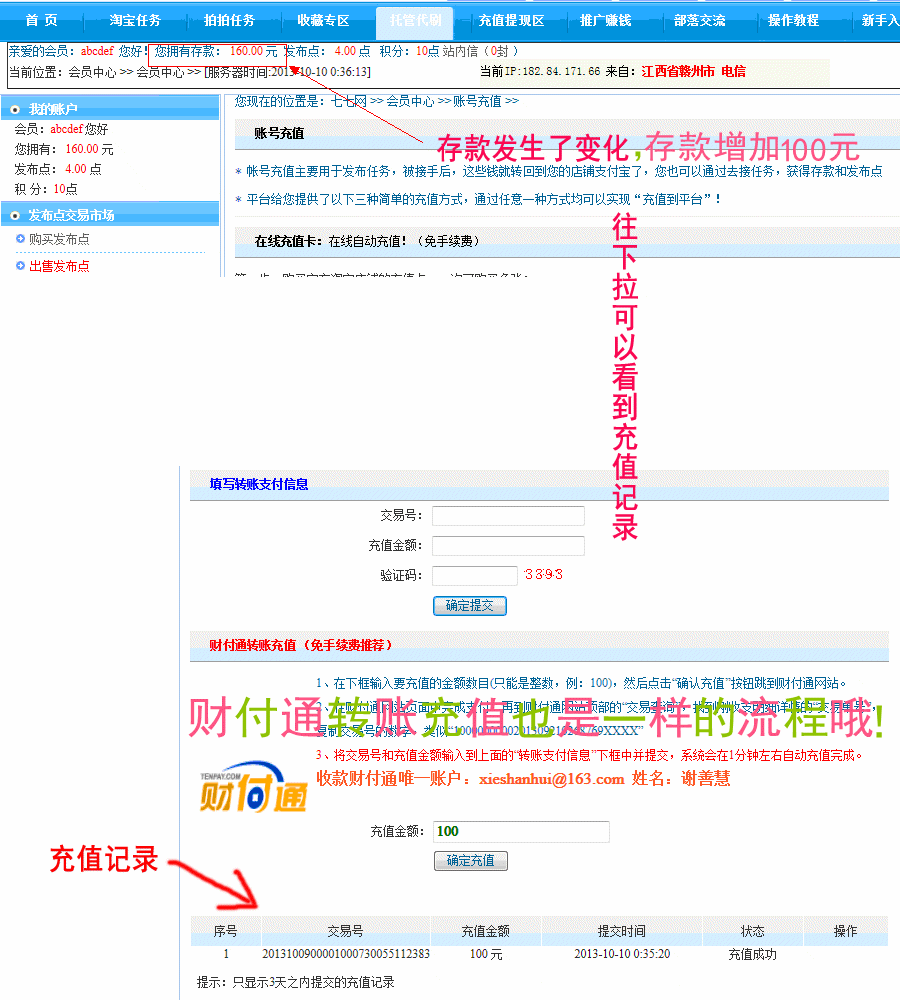 首 页 淘宝任务 拍拍任务 收藏专区 托管代刷 充值提现区 推广赚钱 部落交流 操作教程 新手入
亲爱的会员：abcdef 您好！您拥有存款：160.00 元 发布点：4.00 点 积分：10点 站内信（0封 ）
当前位置：会员中心 >> 会员中心 >> [服务器时间:2013-10-10 0:36:13] 当前IP:182.84.171.66 来自：江西省赣州市 电信
我的账户
会员：abcdef 您好
您拥有：160.00 元
发布点：4.00 点
积 分：10点
发布点交易市场
购买发布点
出售发布点
您现在的位置是：七七网 >> 会员中心 >> 账号充值 >>
账号充值
存款发生了变化，存款增加100元
* 帐号充值主要用于发布任务，被接手后，这些钱就转回到您的店铺支付宝了，您也可以通过去接任务，获得存款和发布点
* 平台给您提供了以下三种简单的充值方式，通过任意一种方式均可以实现“充值到平台”！
在线充值卡：在线自动充值！（免手续费）
往下拉可以看到充值记录
填写转账支付信息
交易号：
充值金额：
验证码： 3393
确定提交
财付通转账充值（免手续费推荐）
1、在下框输入要充值的金额数目(只能是整数，例：100)，然后点击“确认充值”按钮跳到财付通网站。
财付通转账充值也是一样的流程哦！
3、将交易号和充值金额输入到上面的“转账支付信息”下框中并提交，系统会在1分钟左右自动充值完成。
收款财付通唯一账户：xieshanhui@163.com 姓名：谢善慧
TENPAY.COM
财付通
充值金额：100
确定充值
充值记录
序号 交易号 充值金额 提交时间 状态 操作
1 2013100900001000730055112383 100 元 2013-10-10 0:35:20 充值成功
提示：只显示3天之内提交的充值记录